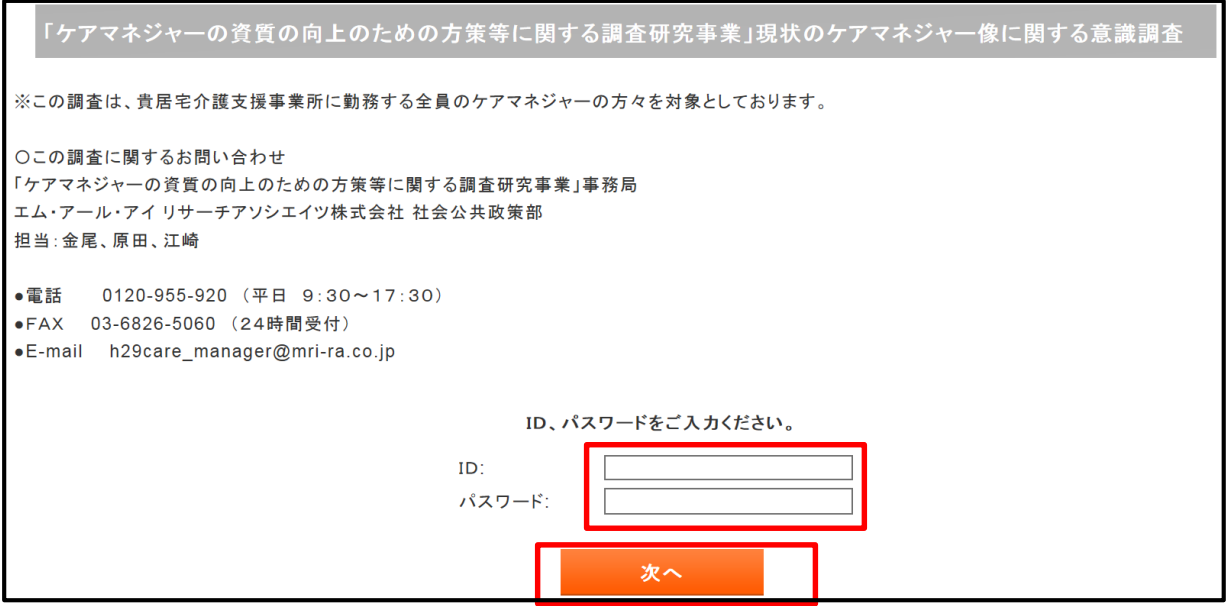 「ケアマネジャーの資質の向上のための方策等に関する調査研究事業」現状のケアマネジャー像に関する意識調査
※この調査は、貴居宅介護支援事業所に勤務する全員のケアマネジャーの方々を対象としております。
○この調査に関するお問い合わせ
「ケアマネジャーの資質の向上のための方策等に関する調査研究事業」事務局
エム・アール・アイ リサーチアソシエイツ株式会社 社会公共政策部
担当:金尾、原田、江崎
●電話　　0120-955-920 （平日　9:30～17:30）
●FAX　 03-6826-5060 （24時間受付）
●E-mail　 h29care_manager@mri-ra.co.jp
ID、パスワードをご入力ください。
ID:
パスワード:
次へ